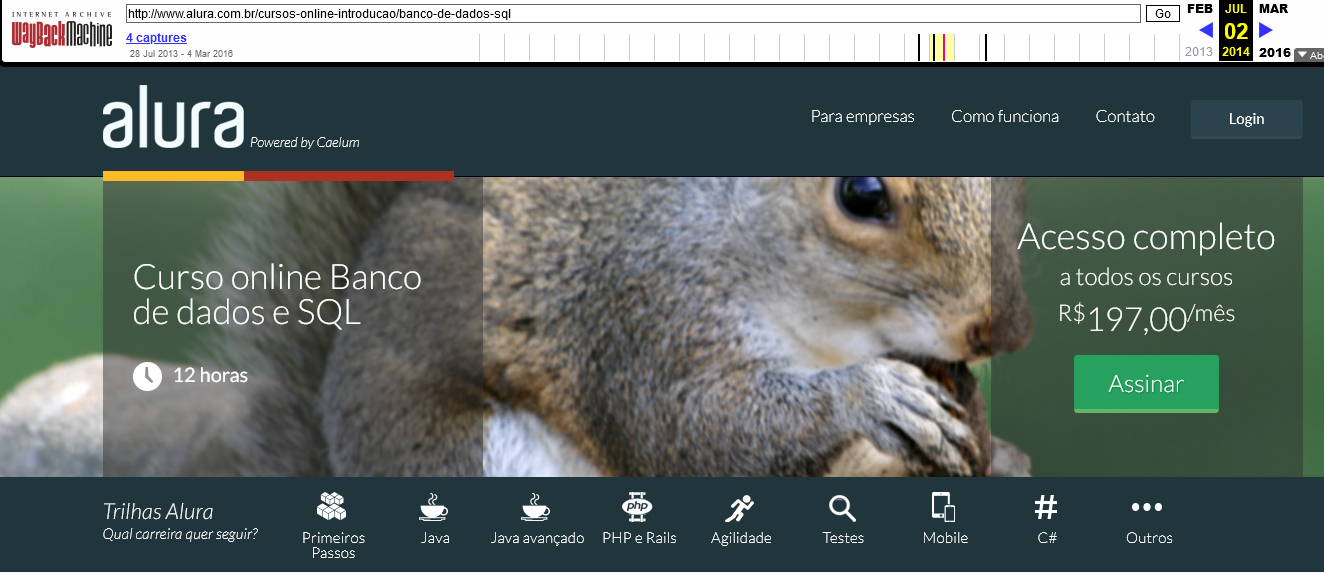 INTERNET ARCHIVE
WayBackMachine
http://www.alura.com.br/cursos-online-introducao/banco-de-dados-sql
Go
4 captures
28 Jul 2013 - 4 Mar 2016
FEB JUL MAR
02
2013 2014 2016
alura
Powered by Caelum
Para empresas
Como funciona
Contato
Login
Curso online Banco
de dados e SQL
12 horas
Acesso completo
a todos os cursos
R$197,00/mês
Assinar
Trilhas Alura
Qual carreira quer seguir?
Primeiros
Passos
Java
Java avançado
php
PHP e Rails
Agilidade
Testes
Mobile
#
C#
Outros